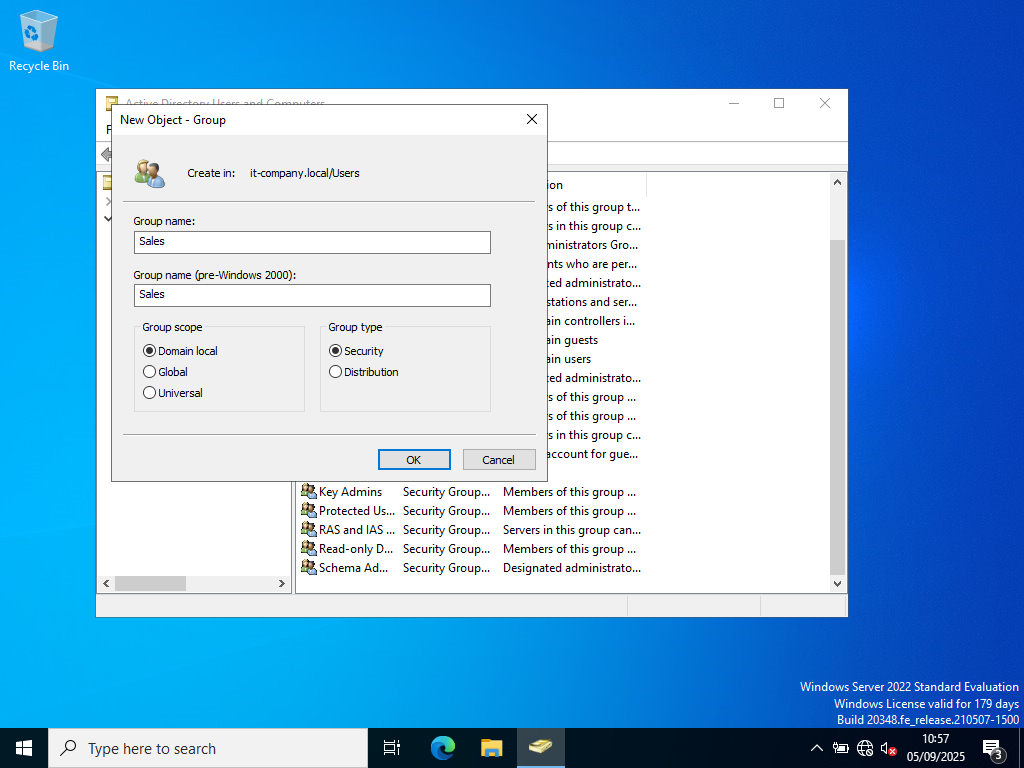 Recycle Bin
Active Directory Users and Computers
New Object - Group
Create in: it-company.local/Users
Group name:
Sales
Group name (pre-Windows 2000):
Sales
Group scope
Domain local
Global
Universal
Group type
Security
Distribution
OK
Cancel
ion
s of this group t...
s in this group c...
ministrators Gro...
nts who are per...
ted administrato...
stations and ser...
ain controllers i...
ain guests
ain users
ted administrato...
s of this group ...
s of this group ...
s in this group c...
account for gue...
Key Admins Security Group... Members of this group ...
Protected Us... Security Group... Members of this group ...
RAS and IAS ... Security Group... Servers in this group can...
Read-only D... Security Group... Members of this group ...
Schema Ad... Security Group... Designated administrato...
Windows Server 2022 Standard Evaluation
Windows License valid for 179 days
Build 20348.fe_release.210507-1500
Type here to search
10:57
05/09/2025
3